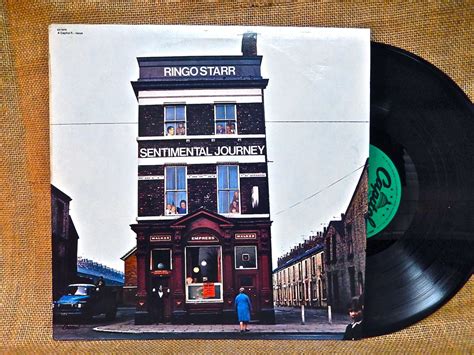 RINGO STARR
SENTIMENTAL JOURNEY
WALKER EMPRESS WALKER
Capitol